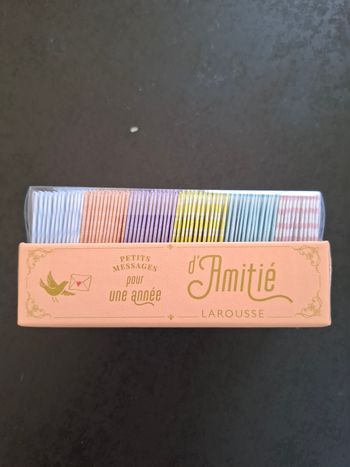 PETITS
MESSAGES
pour
une année
d'Amitié
LAROUSSE